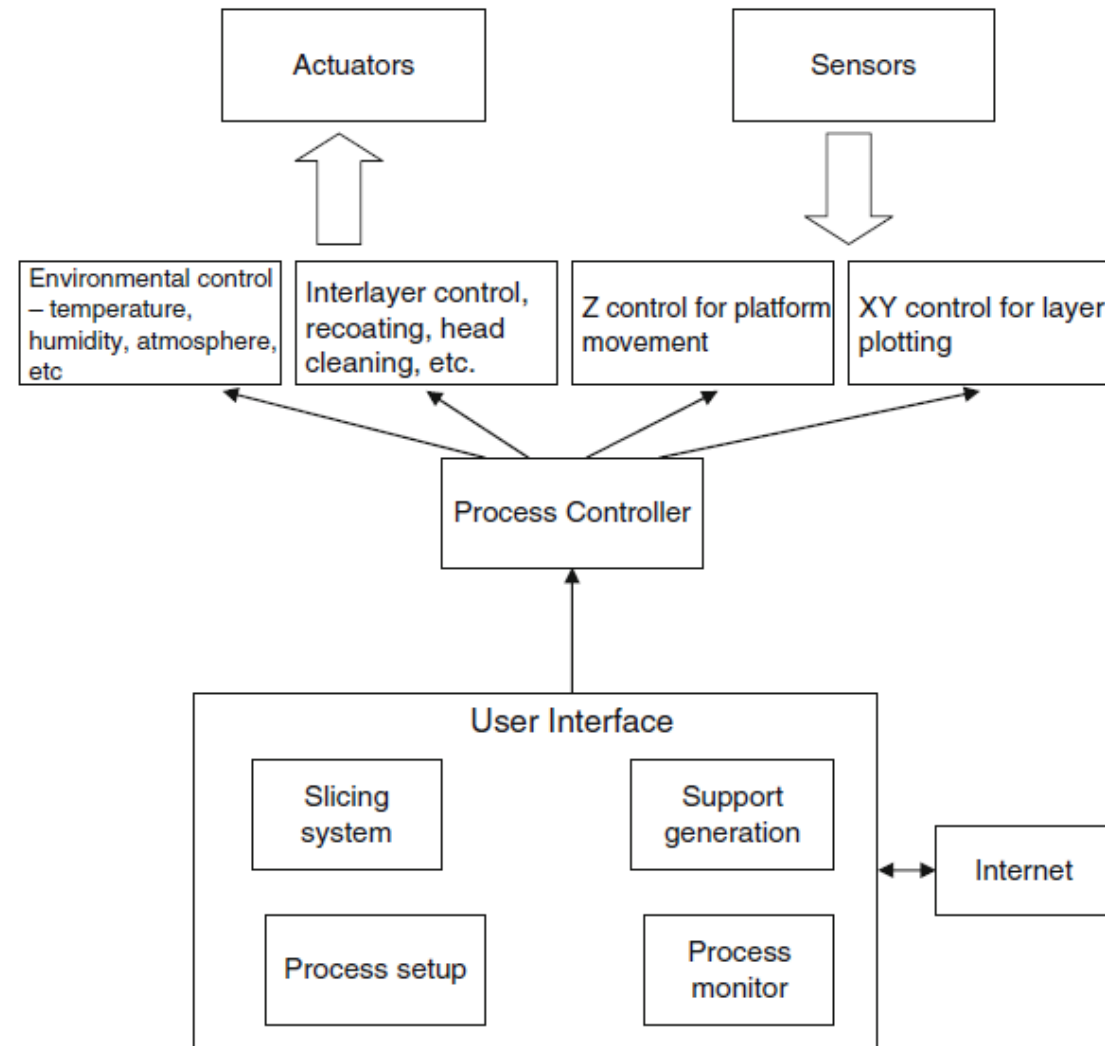 Actuators
Sensors
Environmental control
– temperature,
humidity, atmosphere,
etc
Interlayer control,
recoating, head
cleaning, etc.
Z control for platform
movement
XY control for layer
plotting
Process Controller
User Interface
Slicing
system
Support
generation
Internet
Process setup
Process
monitor